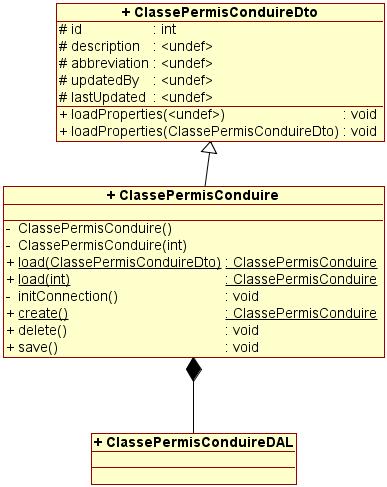 + ClassePermisConduireDto
# id : int
# description : <undef>
# abbreviation : <undef>
# updatedBy : <undef>
# lastUpdated : <undef>
+ loadProperties(<undef>) : void
+ loadProperties(ClassePermisConduireDto) : void
+ ClassePermisConduire
- ClassePermisConduire()
- ClassePermisConduire(int)
+ load(ClassePermisConduireDto) : ClassePermisConduire
+ load(int) : ClassePermisConduire
- initConnection() : void
+ create() : ClassePermisConduire
+ delete() : void
+ save() : void
+ ClassePermisConduireDAL